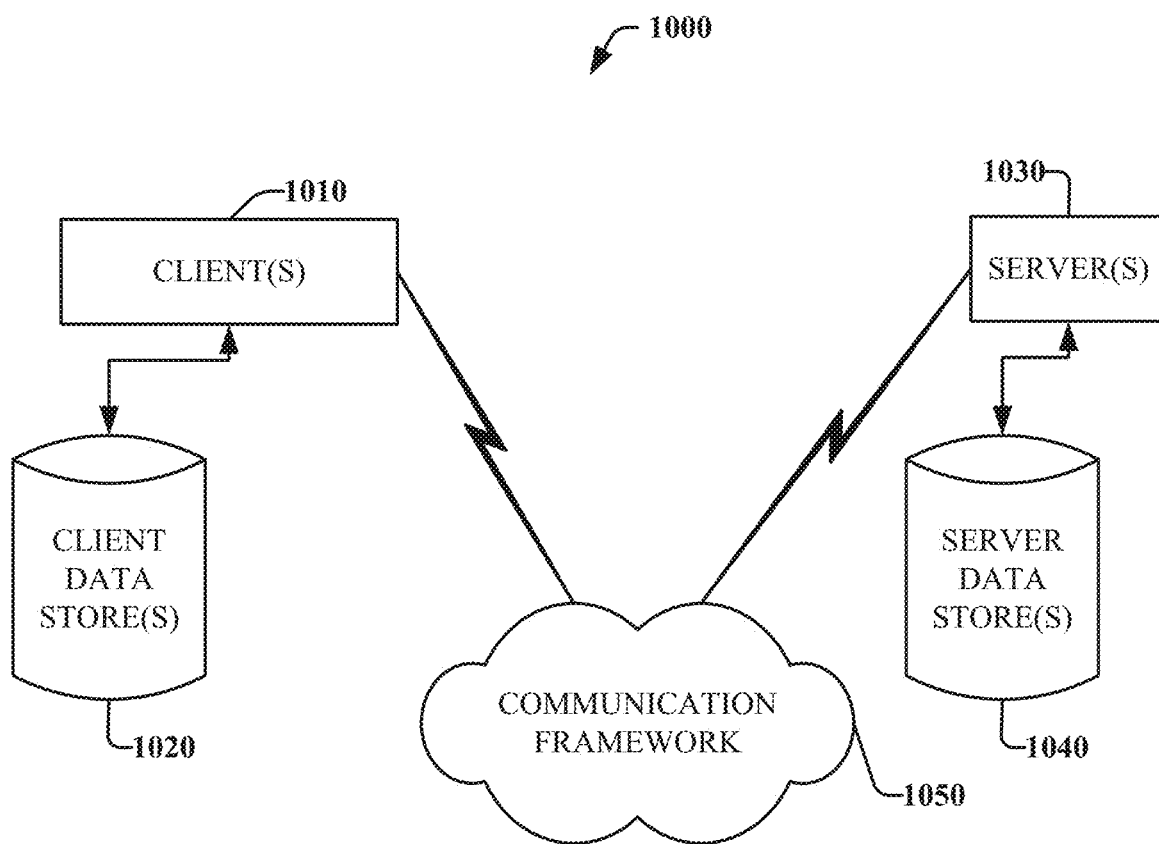 1000
1010
CLIENT(S)
1030
SERVER(S)
CLIENT
DATA
STORE(S)
1020
SERVER
DATA
STORE(S)
1040
COMMUNICATION
FRAMEWORK
1050